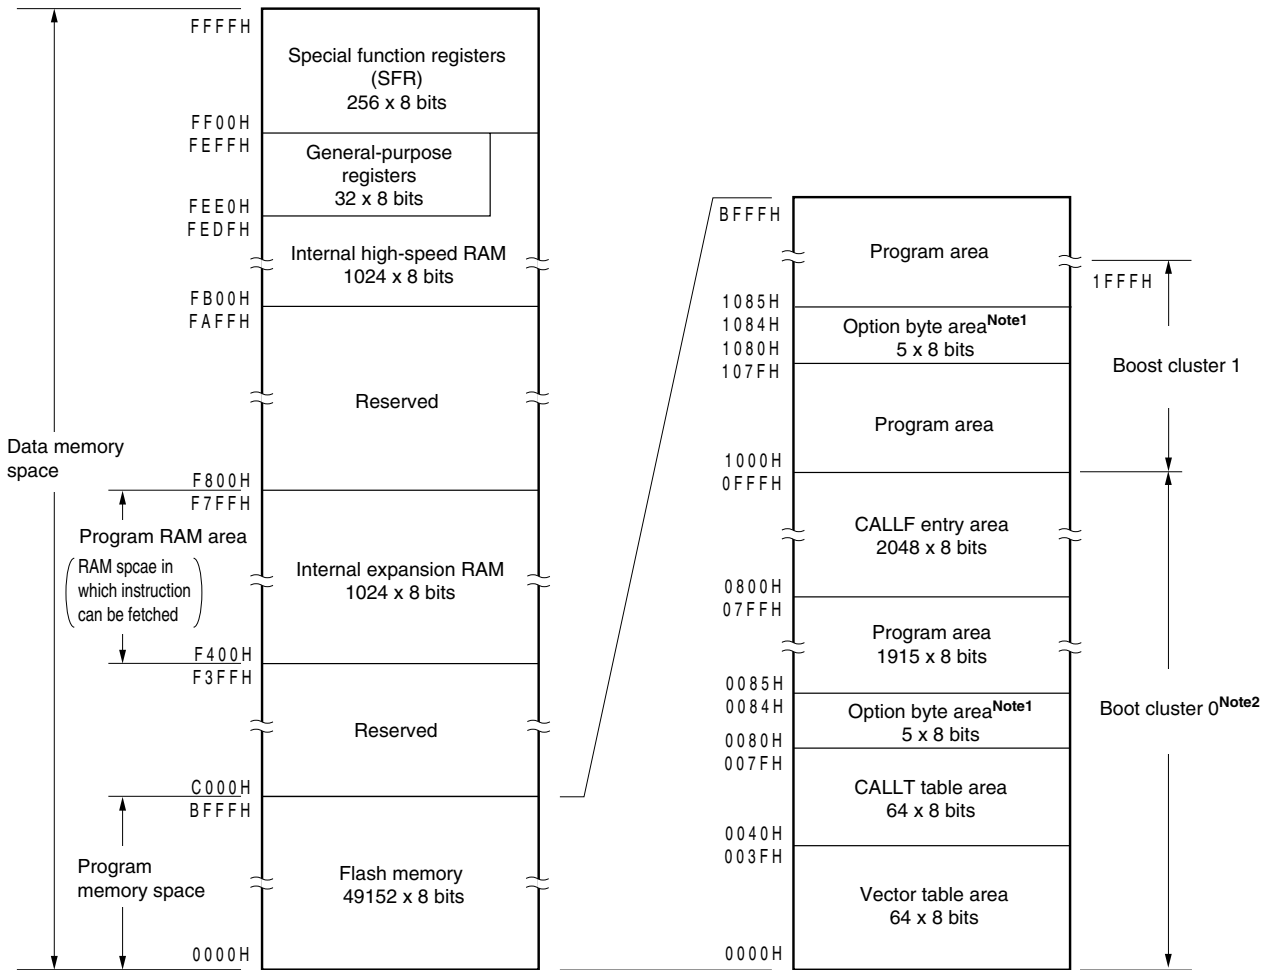 FFFFH
Special function registers
(SFR)
256 x 8 bits
FF00H
FEFFH
General-purpose
registers
32 x 8 bits
FEE0H
FEDFH
Internal high-speed RAM
1024 x 8 bits
FB00H
FAFFH
Reserved
Data memory
space
F800H
F7FFH
Program RAM area
RAM spcae in
which instruction
can be fetched
Internal expansion RAM
1024 x 8 bits
F400H
F3FFH
Reserved
C000H
BFFFH
Program
memory space
Flash memory
49152 x 8 bits
0000H
BFFFH
Program area
1FFFH
1085H
1084H
Option byte areaNote1
5 x 8 bits
1080H
107FH
Boost cluster 1
Program area
1000H
0FFFH
CALLF entry area
2048 x 8 bits
0800H
07FFH
Program area
1915 x 8 bits
0085H
0084H
Option byte areaNote1
5 x 8 bits
Boot cluster 0Note2
0080H
007FH
CALLT table area
64 x 8 bits
0040H
003FH
Vector table area
64 x 8 bits
0000H